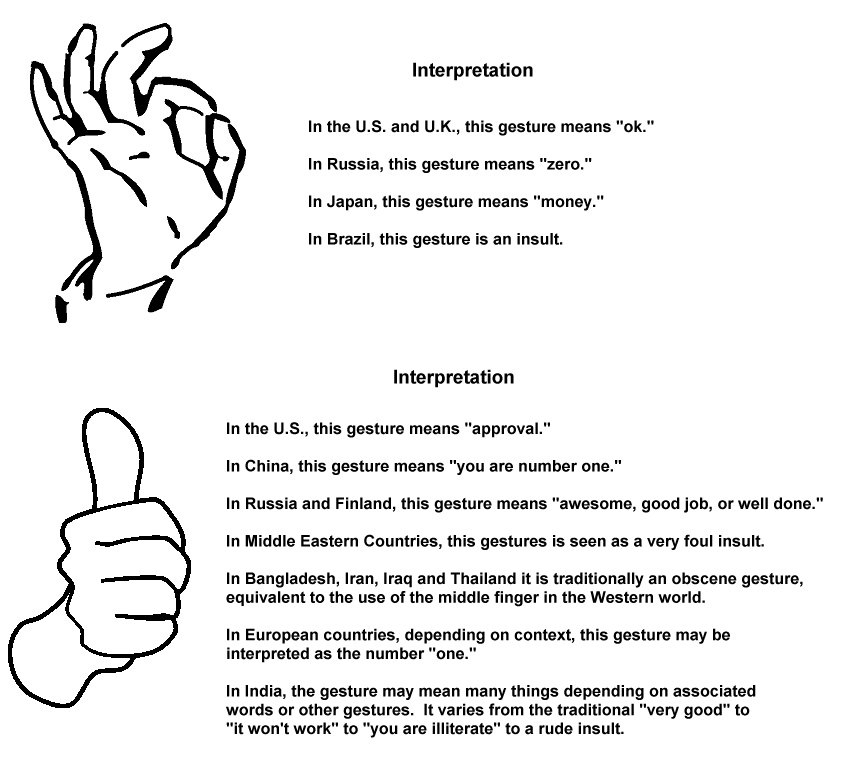 Interpretation
In the U.S. and U.K., this gesture means "ok."
In Russia, this gesture means "zero."
In Japan, this gesture means "money."
In Brazil, this gesture is an insult.
Interpretation
In the U.S., this gesture means "approval."
In China, this gesture means "you are number one."
In Russia and Finland, this gesture means "awesome, good job, or well done."
In Middle Eastern Countries, this gestures is seen as a very foul insult.
In Bangladesh, Iran, Iraq and Thailand it is traditionally an obscene gesture,
equivalent to the use of the middle finger in the Western world.
In European countries, depending on context, this gesture may be
interpreted as the number "one."
In India, the gesture may mean many things depending on associated
words or other gestures.  It varies from the traditional "very good" to
"it won't work" to "you are illiterate" to a rude insult.